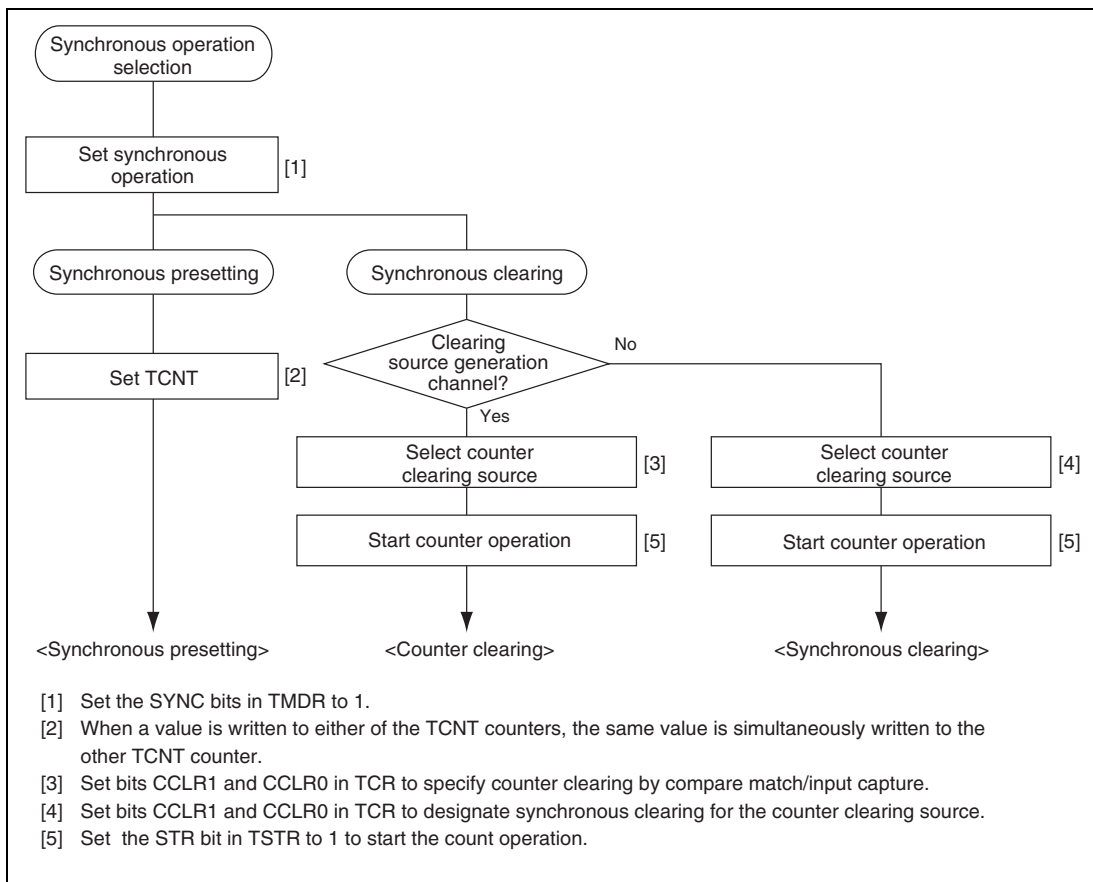 Synchronous operation
selection
Set synchronous
operation
[1]
Synchronous presetting
Synchronous clearing
Set TCNT
[2]
Clearing
source generation
channel?
No
Yes
Select counter
clearing source
[3]
Select counter
clearing source
[4]
Start counter operation
[5]
Start counter operation
[5]
<Synchronous presetting>
<Counter clearing>
<Synchronous clearing>
[1] Set the SYNC bits in TMDR to 1.
[2] When a value is written to either of the TCNT counters, the same value is simultaneously written to the
other TCNT counter.
[3] Set bits CCLR1 and CCLR0 in TCR to specify counter clearing by compare match/input capture.
[4] Set bits CCLR1 and CCLR0 in TCR to designate synchronous clearing for the counter clearing source.
[5] Set the STR bit in TSTR to 1 to start the count operation.